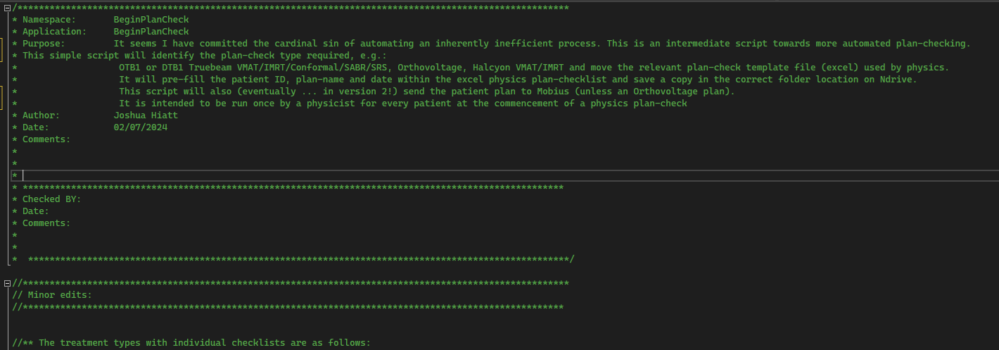 /*******************************************************************************************************
* Namespace:       BeginPlanCheck
* Application:     BeginPlanCheck
* Purpose:         It seems I have committed the cardinal sin of automating an inherently inefficient process. This is an intermediate script towards more automated plan-checking.
* This simple script will identify the plan-check type required, e.g.:
*                   OTB1 or DTB1 Truebeam VMAT/IMRT/Conformal/SABR/SRS, Orthovoltage, Halcyon VMAT/IMRT and move the relevant plan-check template file (excel) used by physics.
*                   It will pre-fill the patient ID, plan-name and date within the excel physics plan-checklist and save a copy in the correct folder location on Ndrive.
*                   This script will also (eventually ... in version 2!) send the patient plan to Mobius (unless an Orthovoltage plan).
*                   It is intended to be run once by a physicist for every patient at the commencement of a physics plan-check
* Author:          Joshua Hiatt
* Date:            02/07/2024
* Comments:
*
*
*
* *****************************************************************************************************
* Checked BY:
* Date:
* Comments:
*
*
*  *****************************************************************************************************/
//******************************************************************************************************
// Minor edits:
//*****************************************************************************************************
//** The treatment types with individual checklists are as follows: